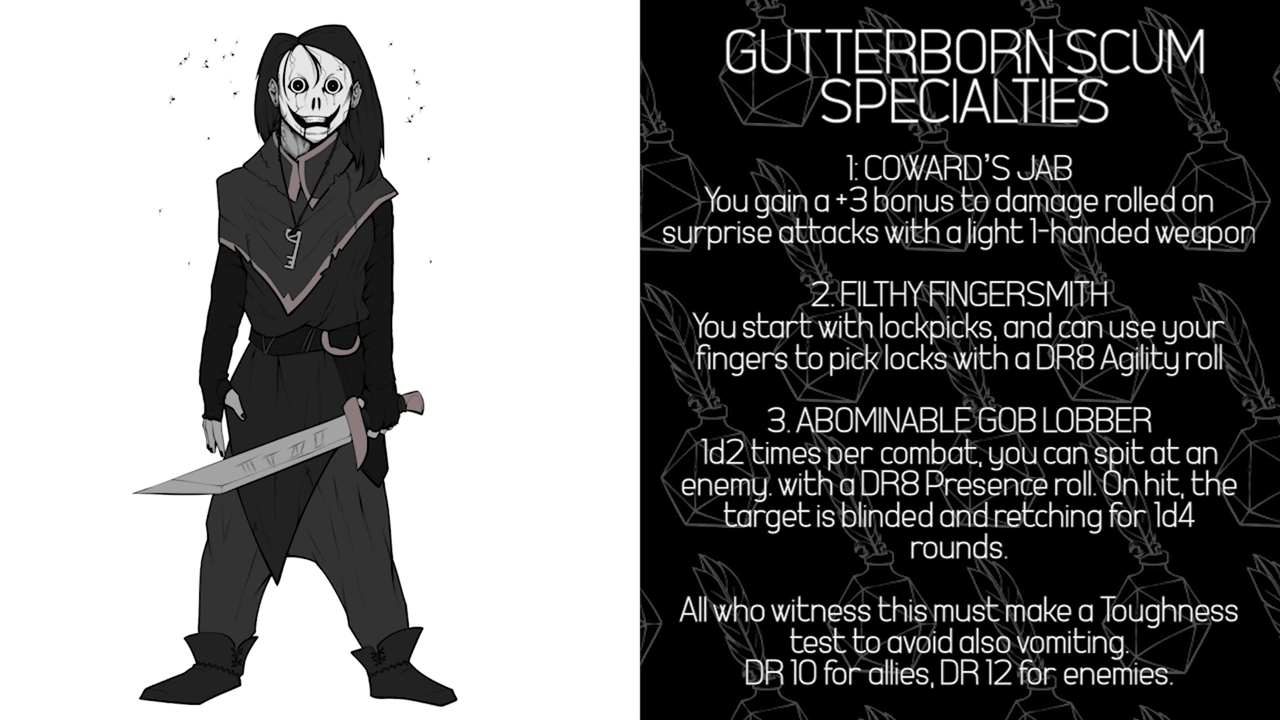 GUTTERBORN SCUM
SPECIALTIES
1: COWARD'S JAB
You gain a +3 bonus to damage rolled on
surprise attacks with a light 1-handed weapon
2. FILTHY FINGERSMITH
You start with lockpicks, and can use your
fingers to pick locks with a DR8 Agility roll
3. ABOMINABLE GOB LOBBER
1d2 times per combat, you can spit at an
enemy. with a DR8 Presence roll. On hit, the
target is blinded and retching for 1d4
rounds.
All who witness this must make a Toughness
test to avoid also vomiting.
DR 10 for allies, DR 12 for enemies.